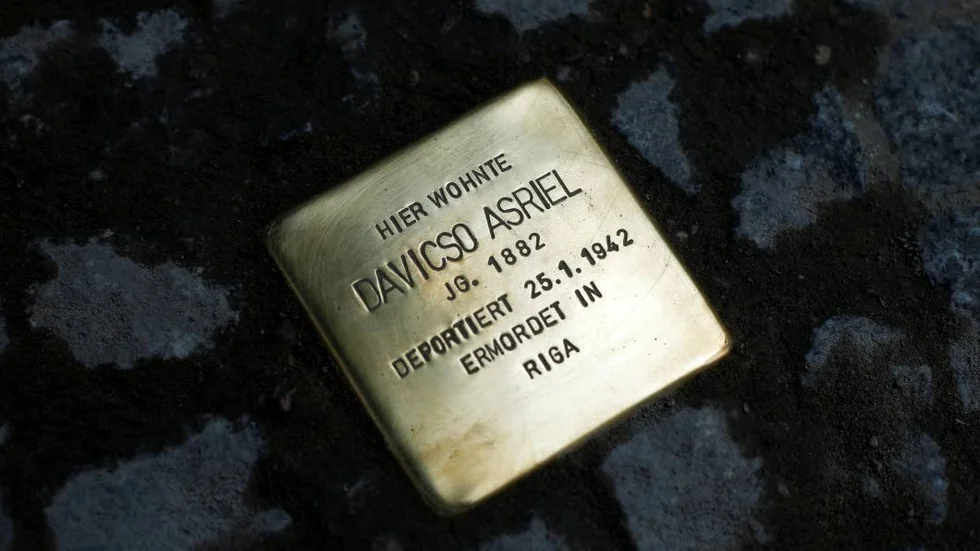 HIER WOHNTE
DAVICSO ASRIEL
JG. 1882
DEPORTIERT 25.1.1942
ERMORDET IN
RIGA